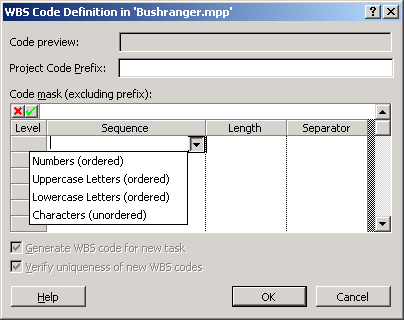 WBS Code Definition in 'Bushranger.mpp'
Code preview:
Project Code Prefix:
Code mask (excluding prefix):
Level Sequence Length Separator
Numbers (ordered)
Uppercase Letters (ordered)
Lowercase Letters (ordered)
Characters (unordered)
Generate WBS code for new task
Verify uniqueness of new WBS codes
Help OK Cancel